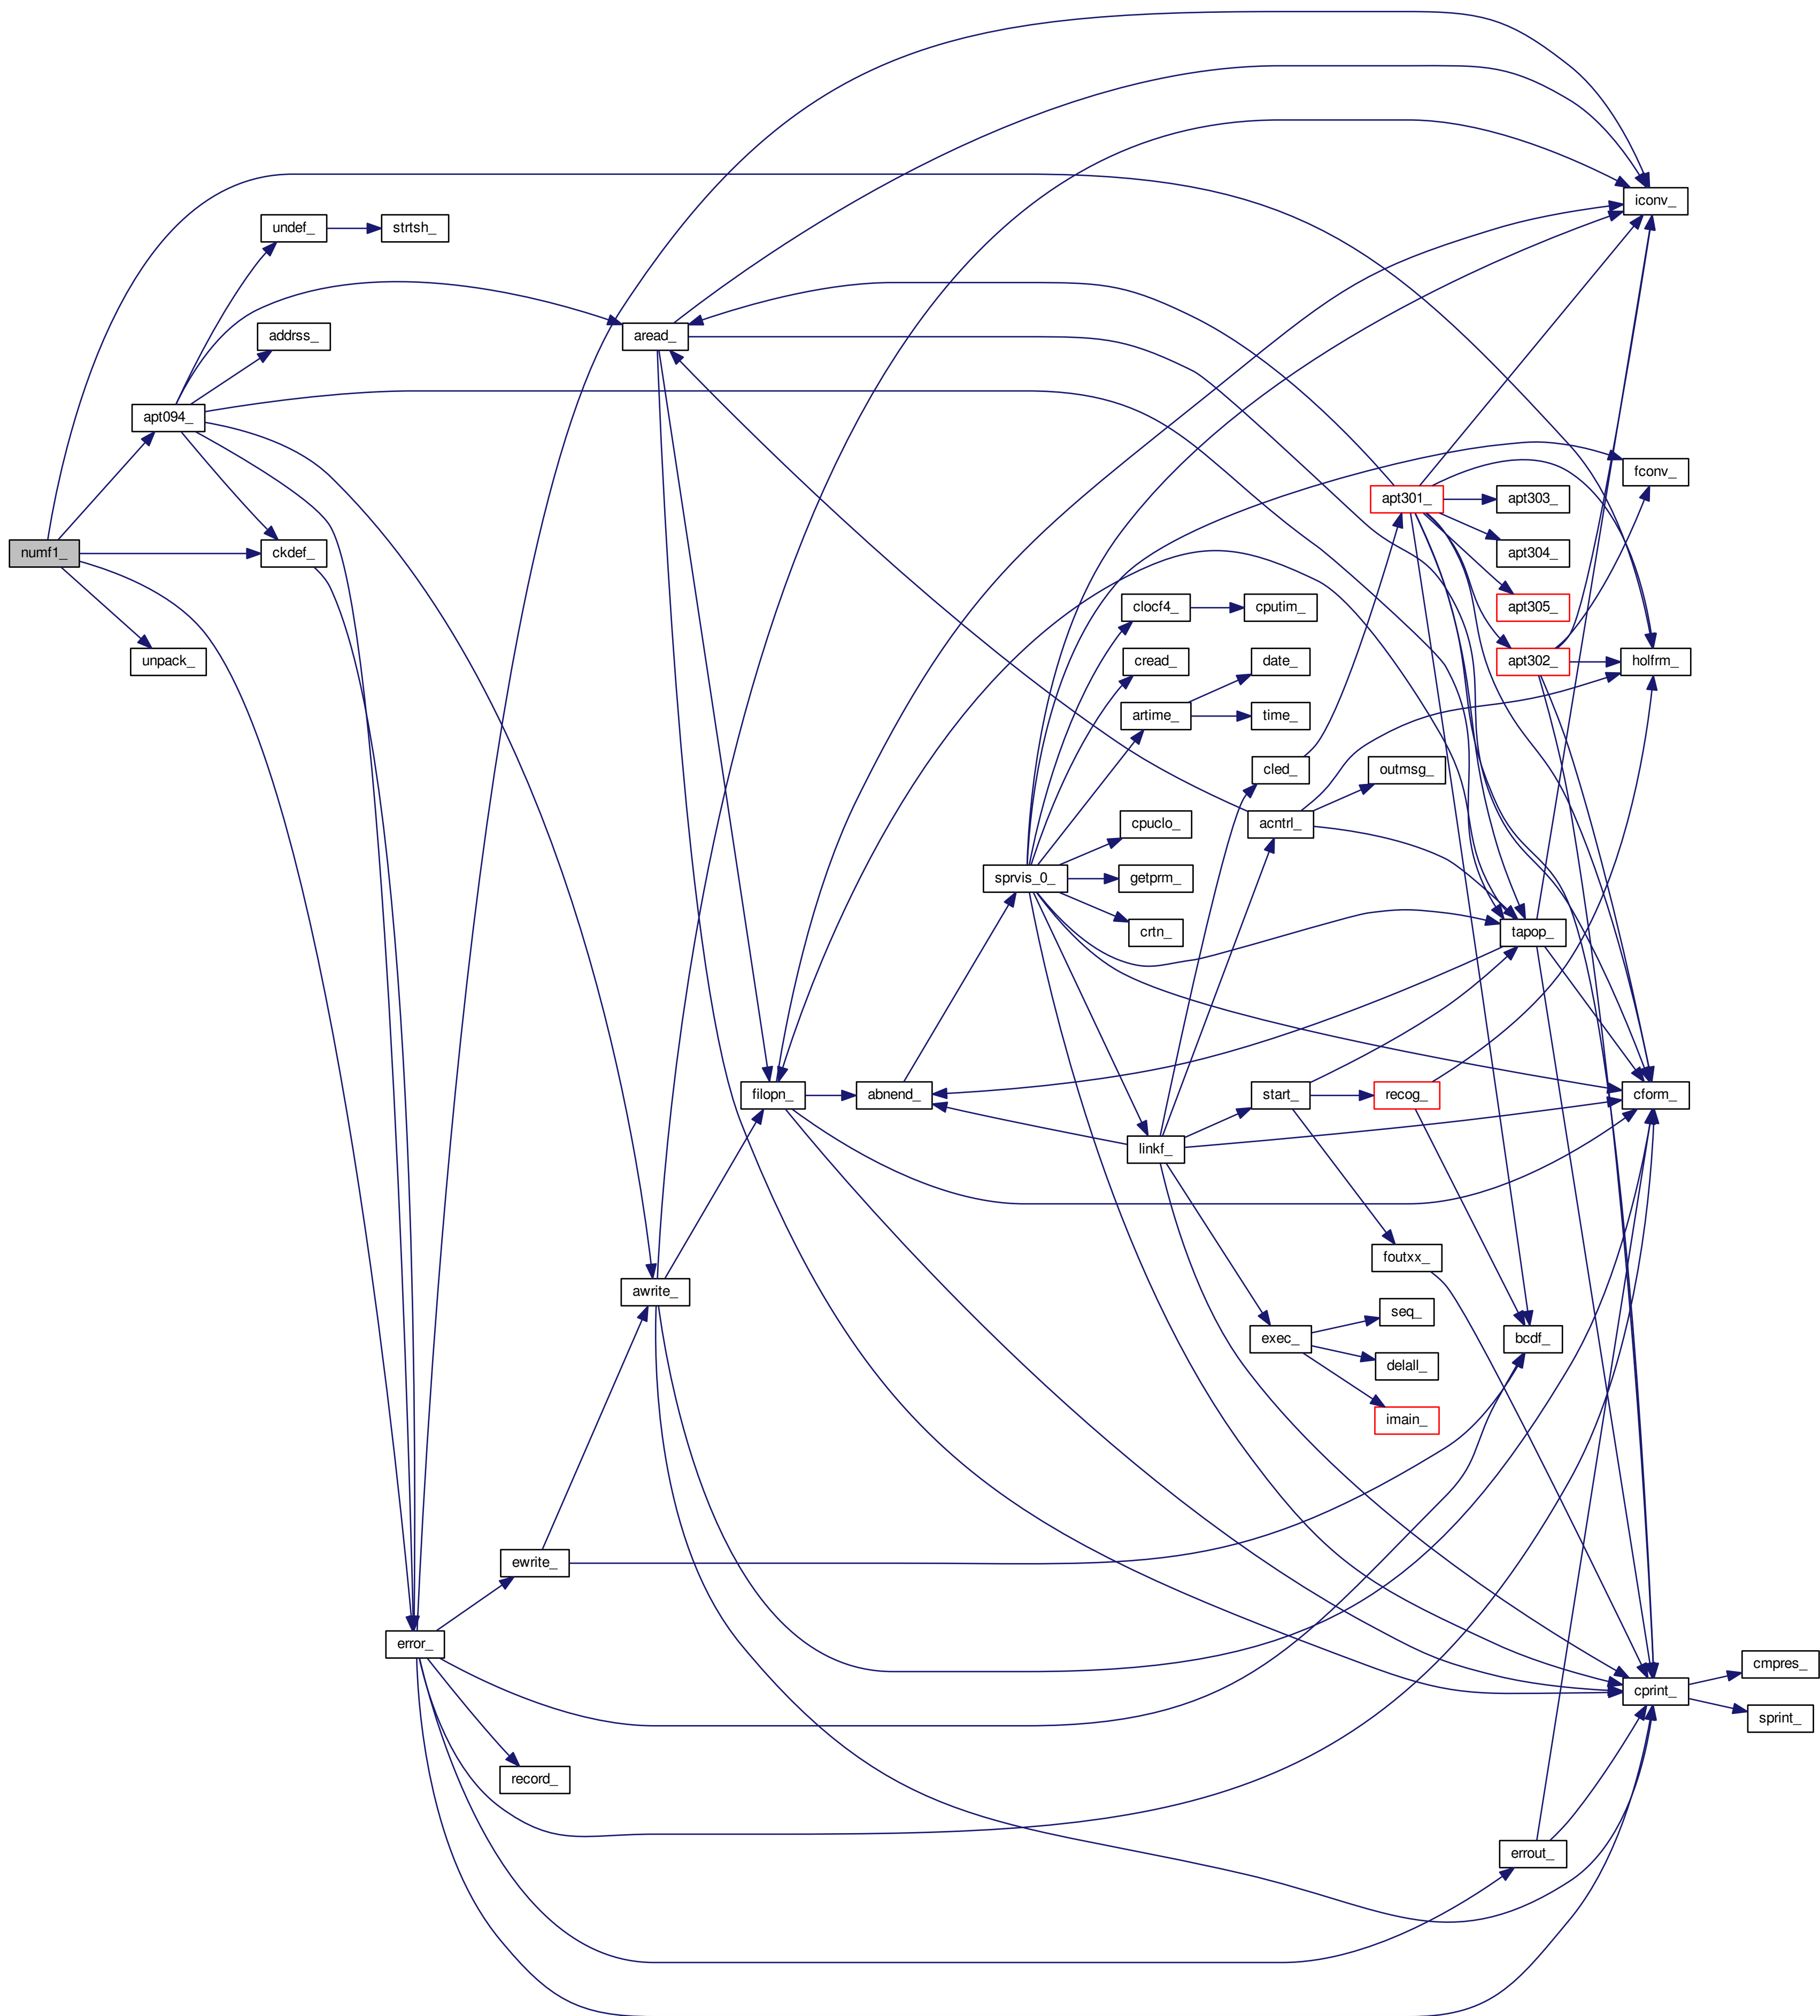 iconv_
undef_
strtsh_
addrss_
aread_
apt094_
fconv_
apt301_
apt303_
numf1_
ckdef_
apt304_
clocf4_
cputim_
apt305_
unpack_
cread_
date_
apt302_
holfrm_
artime_
time_
cled_
outmsg_
cpuclo_
acntrl_
sprvis_0_
getprm_
crtn_
tapop_
filopn_
abnend_
start_
recog_
cform_
linkf_
foutxx_
awrite_
seq_
exec_
bcdf_
delall_
imain_
ewrite_
error_
cmpres_
cprint_
sprint_
record_
errout_